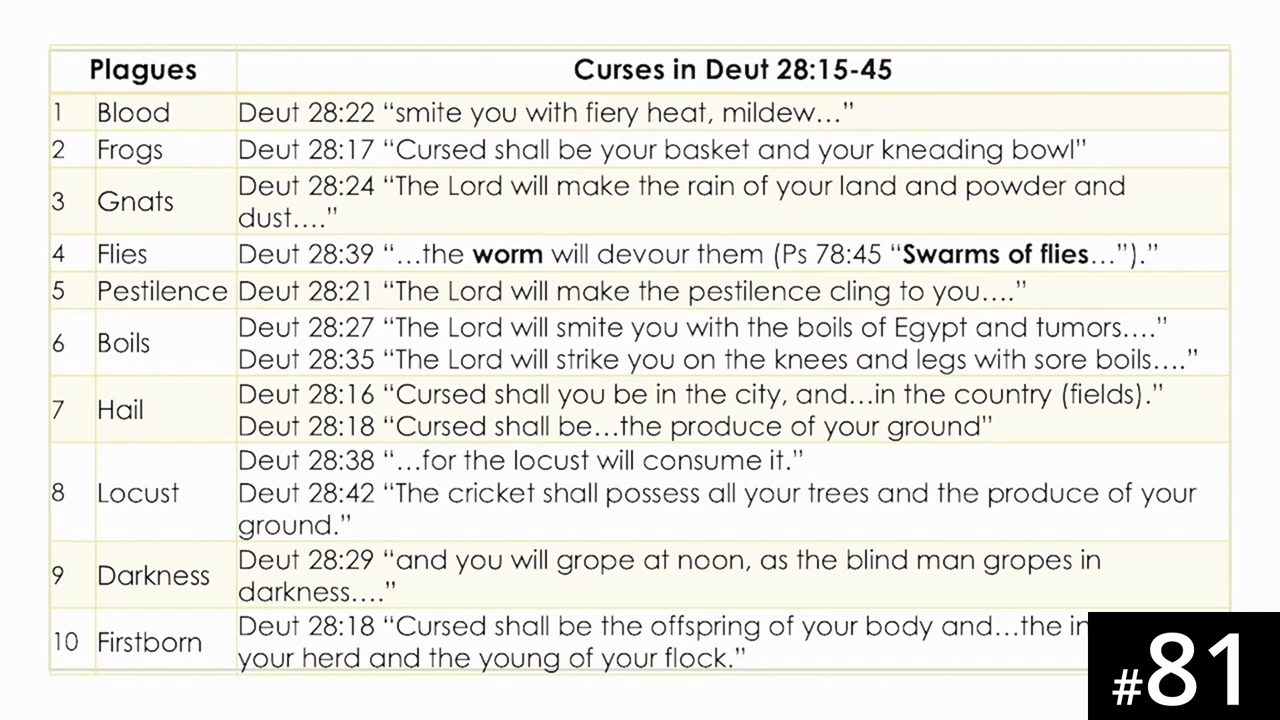 Plagues Curses in Deut 28:15-45
1 Blood Deut 28:22 “smite you with fiery heat, mildew…”
2 Frogs Deut 28:17 “Cursed shall be your basket and your kneading bowl”
3 Gnats Deut 28:24 “The Lord will make the rain of your land and powder and
dust….”
4 Flies Deut 28:39 “…the worm will devour them (Ps 78:45 “Swarms of flies…”).”
5 Pestilence Deut 28:21 “The Lord will make the pestilence cling to you….”
6 Boils Deut 28:27 “The Lord will smite you with the boils of Egypt and tumors….”
Deut 28:35 “The Lord will strike you on the knees and legs with sore boils….”
7 Hail Deut 28:16 “Cursed shall you be in the city, and…in the country (fields).”
Deut 28:18 “Cursed shall be…the produce of your ground”
8 Locust Deut 28:38 “…for the locust will consume it.”
Deut 28:42 “The cricket shall possess all your trees and the produce of your
ground.”
9 Darkness Deut 28:29 “and you will grope at noon, as the blind man gropes in
darkness….”
10 Firstborn Deut 28:18 “Cursed shall be the offspring of your body and…the
your herd and the young of your flock.”
#81